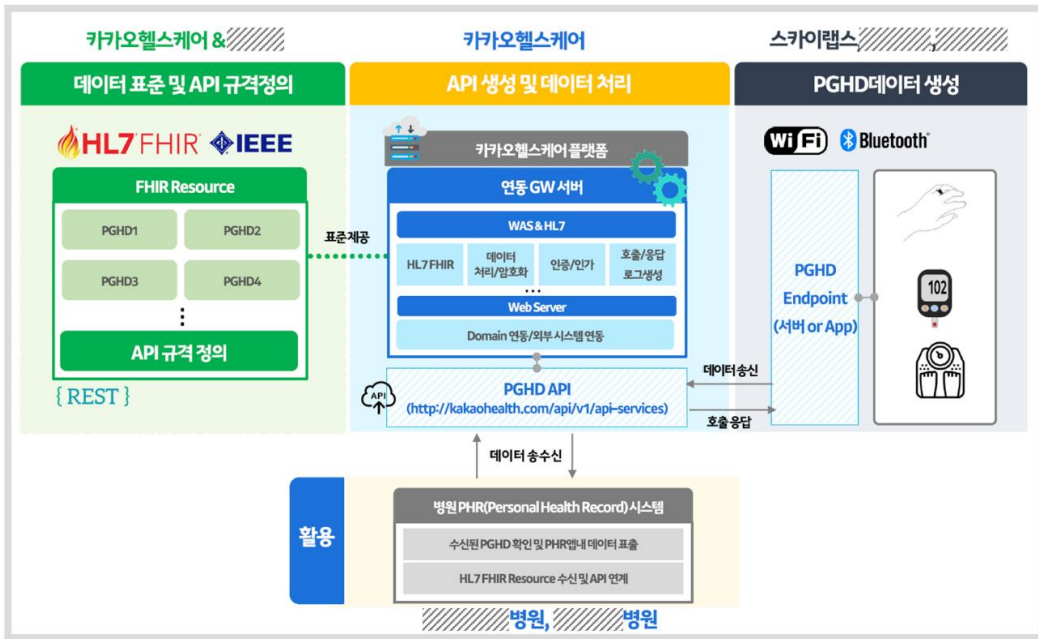 카카오헬스케어 &
카카오헬스케어
스카이랩스,
데이터 표준 및 API 규격정의
API 생성 및 데이터 처리
PGHD데이터 생성
HL7 FHIR
IEEE
FHIR Resource
PGHD1
PGHD2
PGHD3
PGHD4
⋮
API 규격 정의
{ REST }
표준제공
카카오헬스케어 플랫폼
연동 GW 서버
WAS & HL7
HL7 FHIR
데이터
처리/암호화
인증/인가
호출/응답
로그생성
...
Web Server
Domain 연동/외부 시스템 연동
API
PGHD API
(http://kakaohealth.com/api/v1/api-services)
데이터 송신
호출 응답
WiFi
Bluetooth
PGHD
Endpoint
(서버 or App)
102
데이터 송수신
활용
병원 PHR(Personal Health Record) 시스템
수신된 PGHD 확인 및 PHR앱내 데이터 표출
HL7 FHIR Resource 수신 및 API 연계
병원, 병원